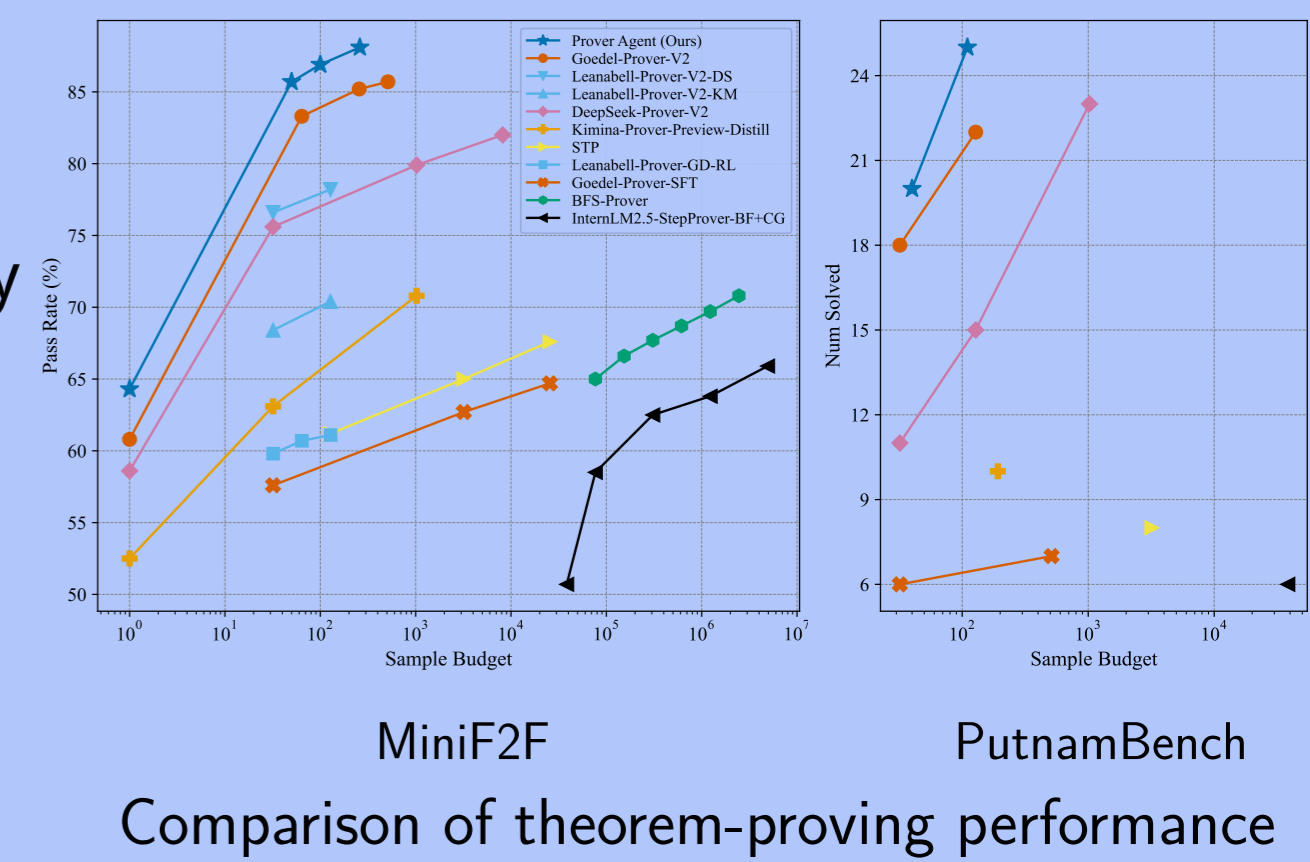 y
Pass Rate (%)
85
80
75
70
65
60
55
50
10^0 10^1 10^2 10^3 10^4 10^5 10^6 10^7
Sample Budget
Prover Agent (Ours)
Goedel-Prover-V2
Leanabell-Prover-V2-DS
Leanabell-Prover-V2-KM
DeepSeek-Prover-V2
Kimina-Prover-Preview-Distill
STP
Leanabell-Prover-GD-RL
Goedel-Prover-SFT
BFS-Prover
InternLM2.5-StepProver-BF+CG
MiniF2F
Num Solved
24
21
18
15
12
9
6
10^2 10^3 10^4
Sample Budget
PutnamBench
Comparison of theorem-proving performance